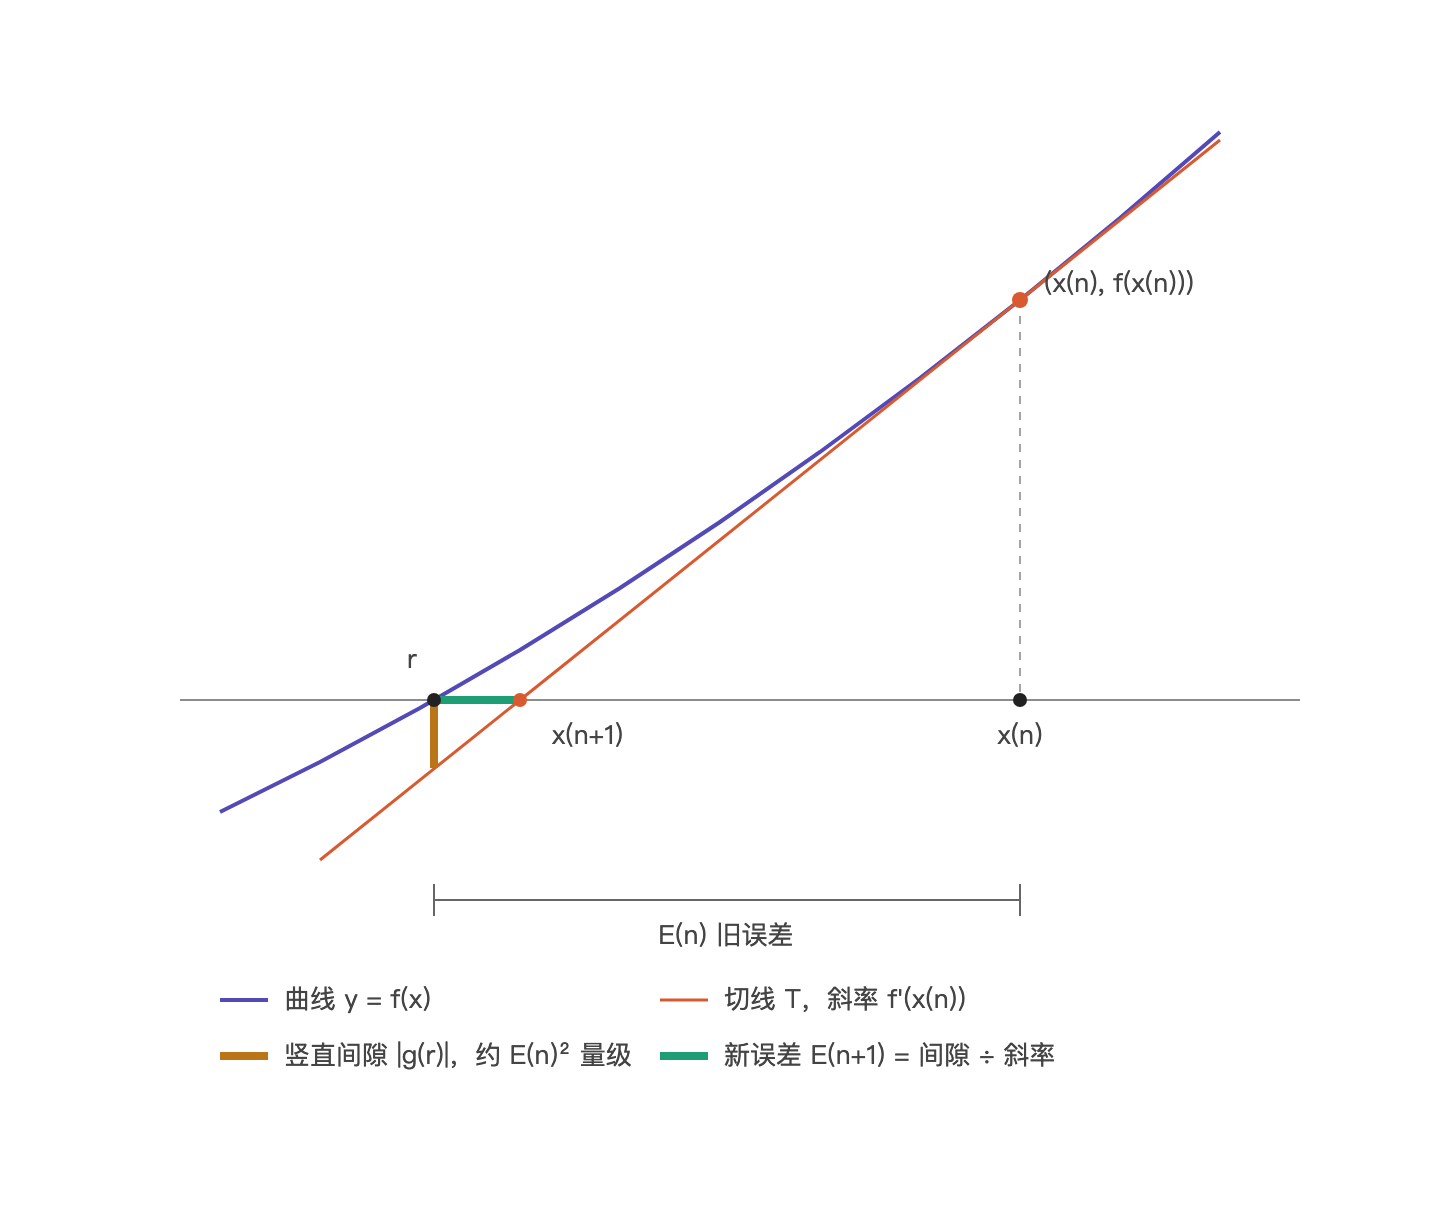 (x(n), f(x(n)))
r
x(n+1)
x(n)
E(n) 旧误差
曲线 y = f(x)
切线 T，斜率 f'(x(n))
竖直间隙 |g(r)|，约 E(n)² 量级
新误差 E(n+1) = 间隙 ÷ 斜率